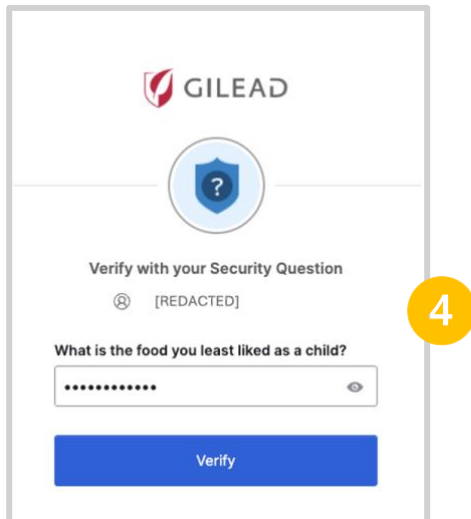 GILEAD
?
Verify with your Security Question
[REDACTED]
What is the food you least liked as a child?
••••••••••••
Verify
4